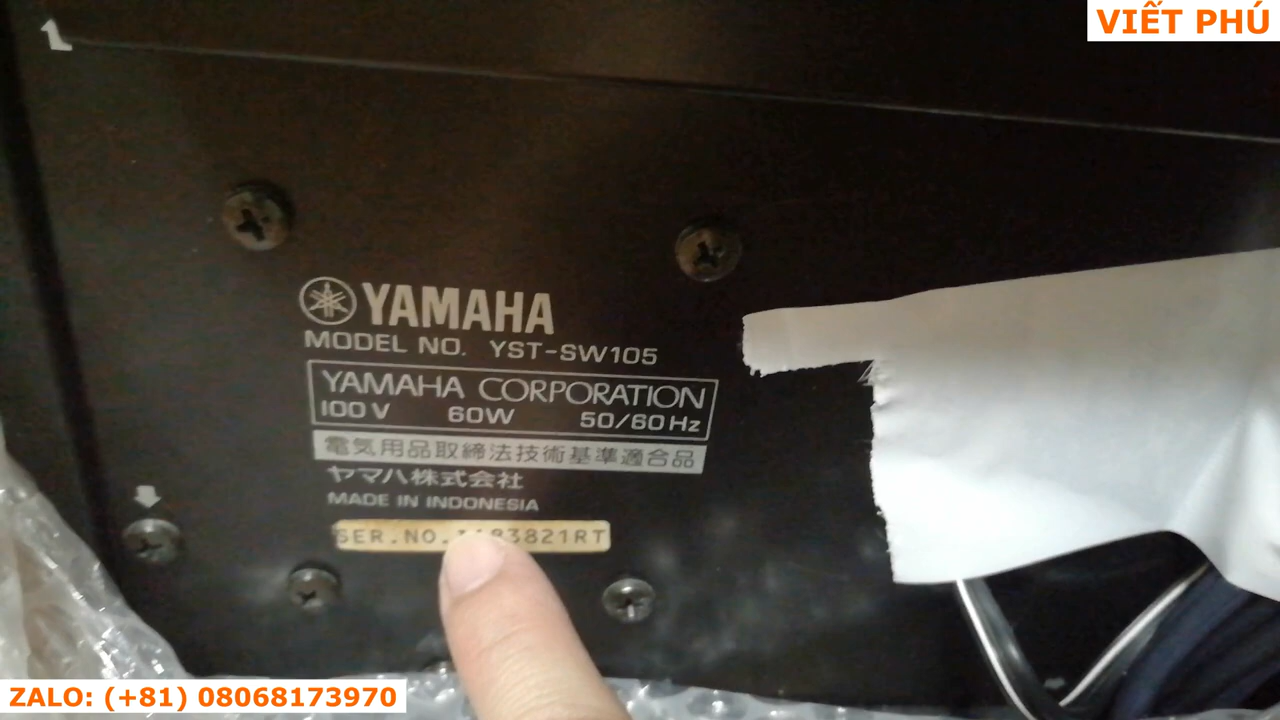 VIẾT PHÚ
YAMAHA
MODEL NO. YST-SW105
YAMAHA CORPORATION
100V 60W 50/60Hz
電気用品取締法技術基準適合品
ヤマハ株式会社
MADE IN INDONESIA
SER.NO.
ZALO: (+81) 08068173970